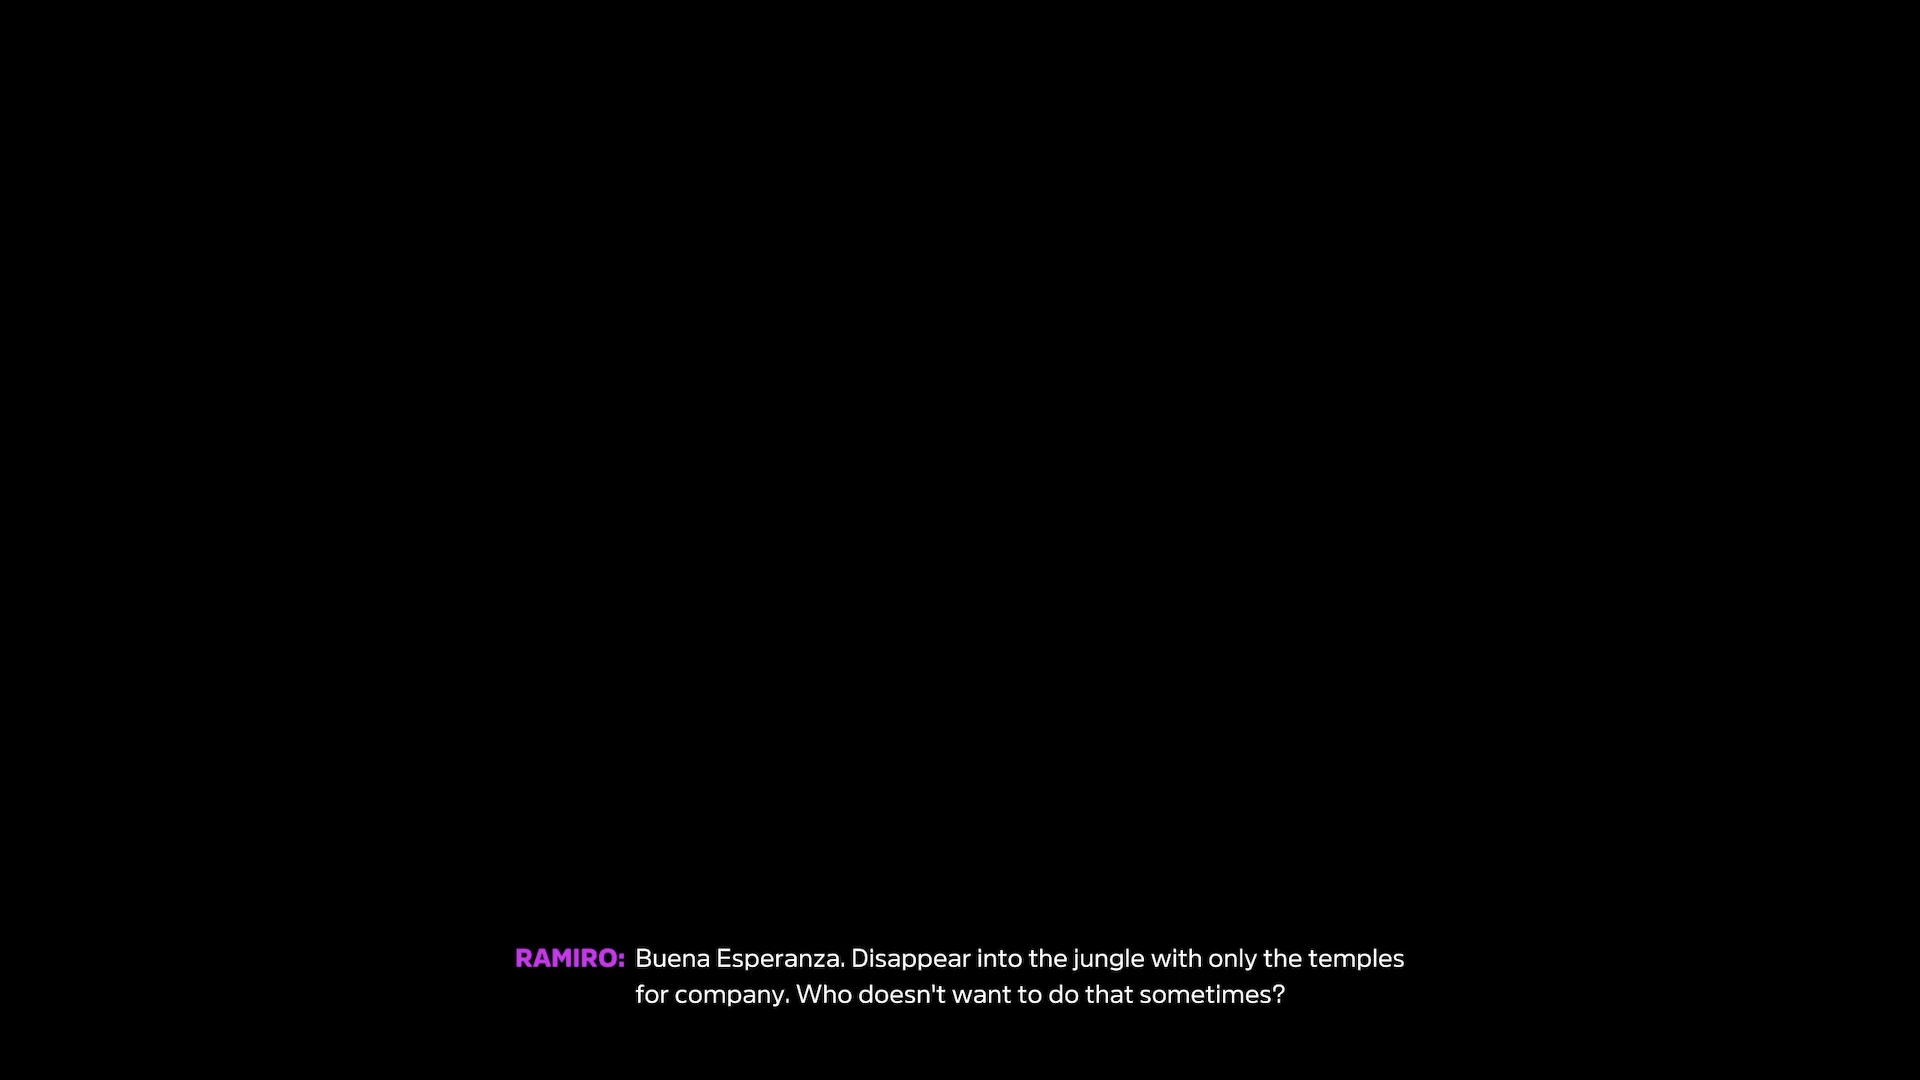 RAMIRO: Buena Esperanza. Disappear into the jungle with only the temples
for company. Who doesn't want to do that sometimes?